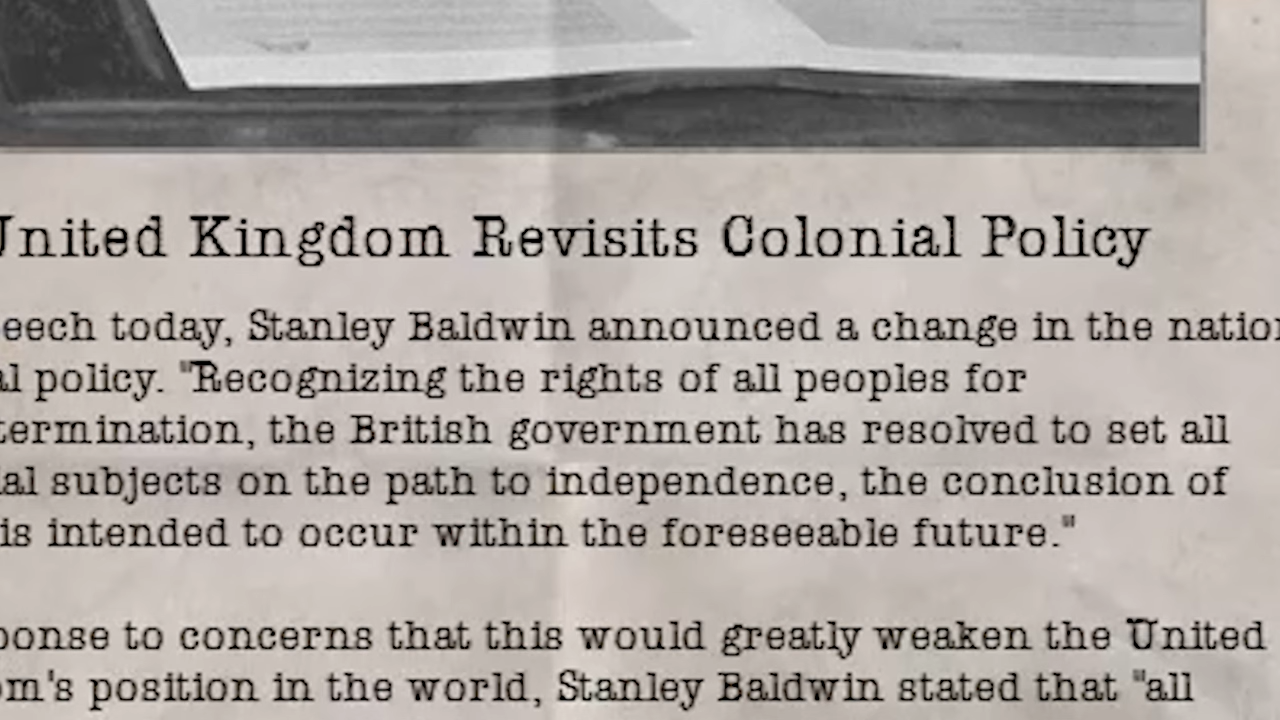 United Kingdom Revisits Colonial Policy
eech today, Stanley Baldwin announced a change in the nation
al policy. "Recognizing the rights of all peoples for
termination, the British government has resolved to set all
ial subjects on the path to independence, the conclusion of
is intended to occur within the foreseeable future."
ponse to concerns that this would greatly weaken the United
om's position in the world, Stanley Baldwin stated that "all